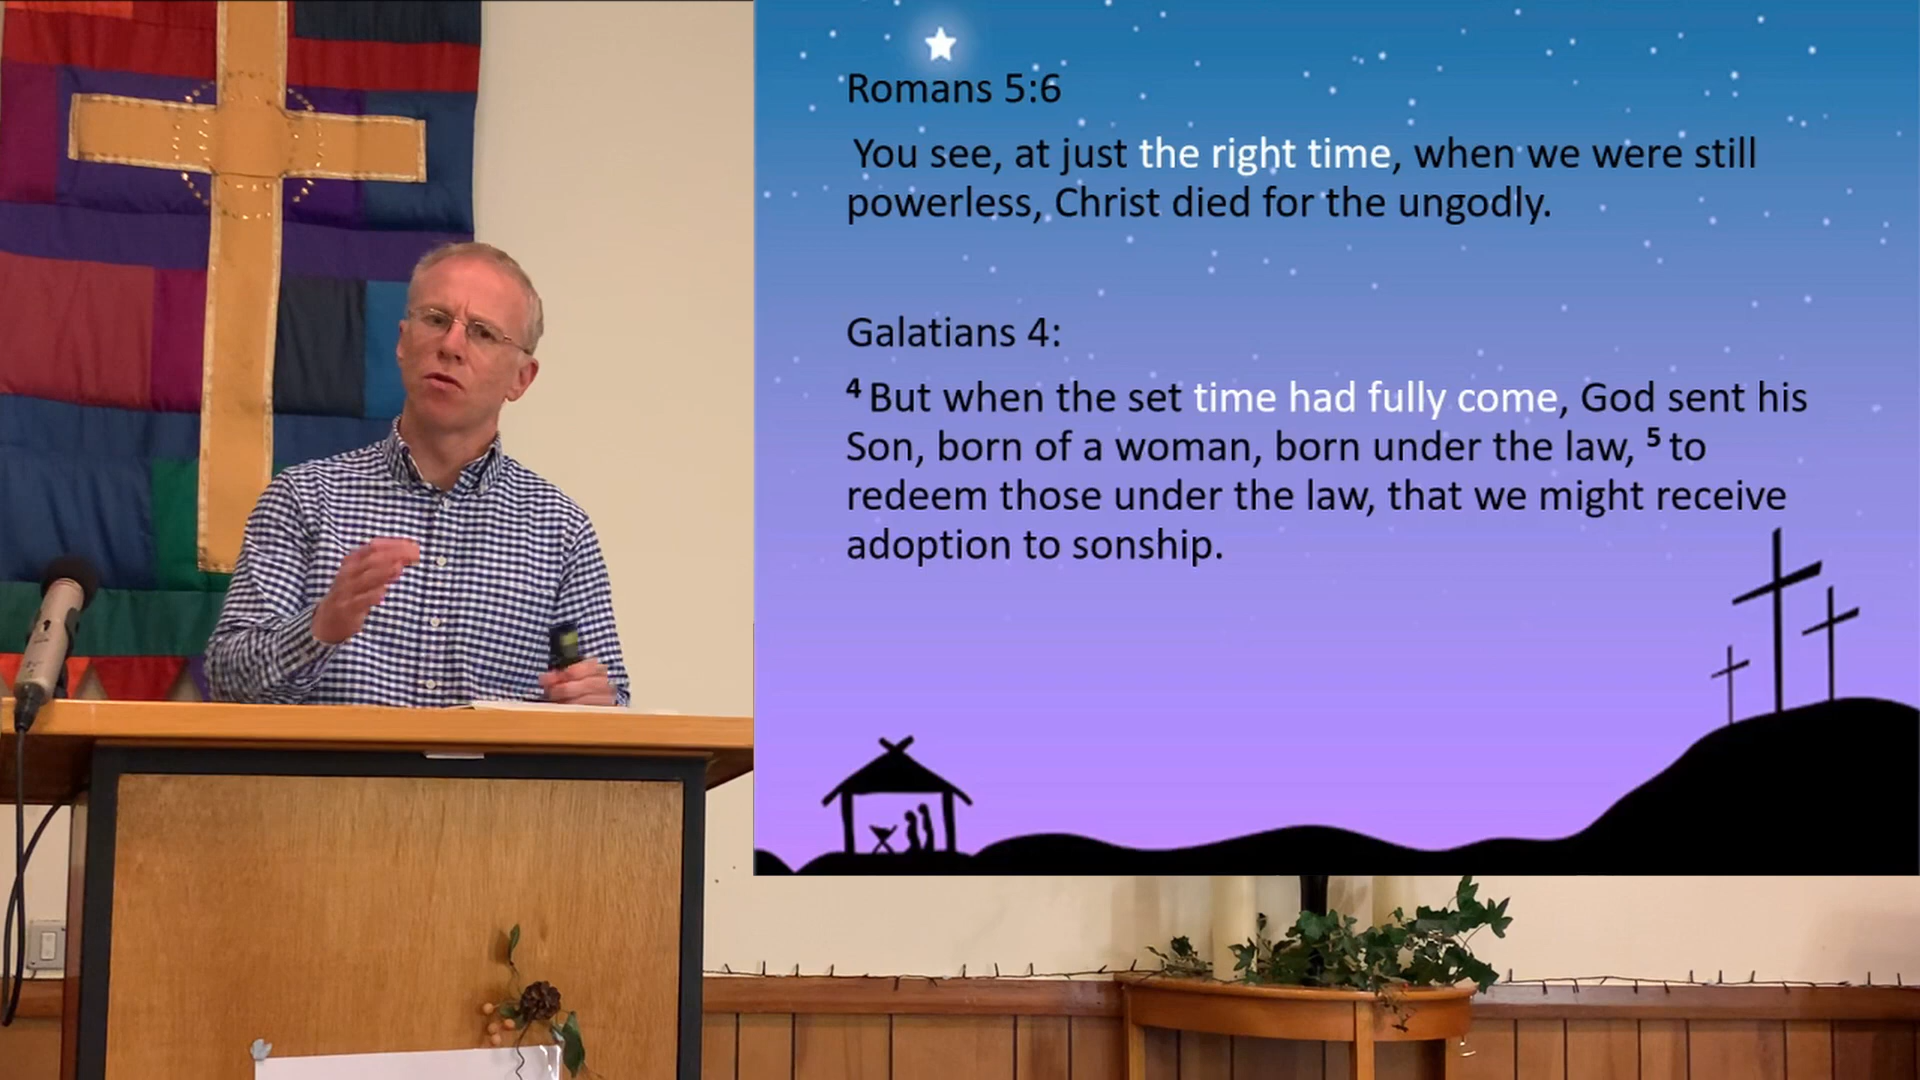 Romans 5:6
You see, at just the right time, when we were still
powerless, Christ died for the ungodly.
Galatians 4:
4 But when the set time had fully come, God sent his
Son, born of a woman, born under the law, 5 to
redeem those under the law, that we might receive
adoption to sonship.